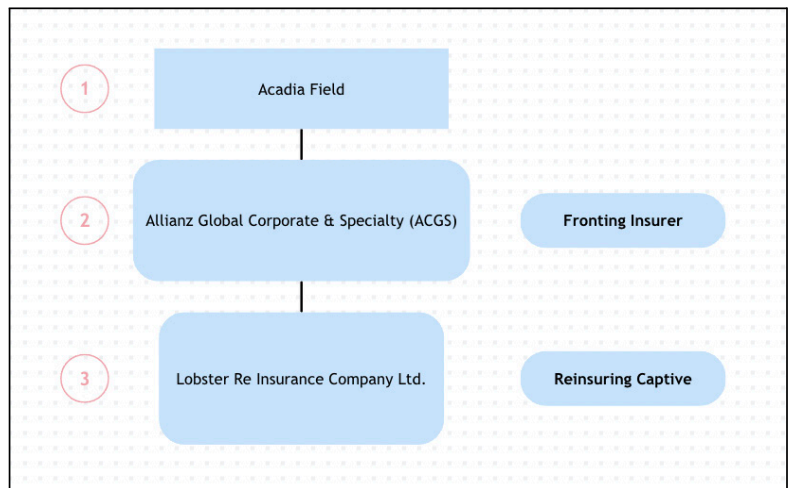 1
Acadia Field
2
Allianz Global Corporate & Specialty (ACGS)
Fronting Insurer
3
Lobster Re Insurance Company Ltd.
Reinsuring Captive